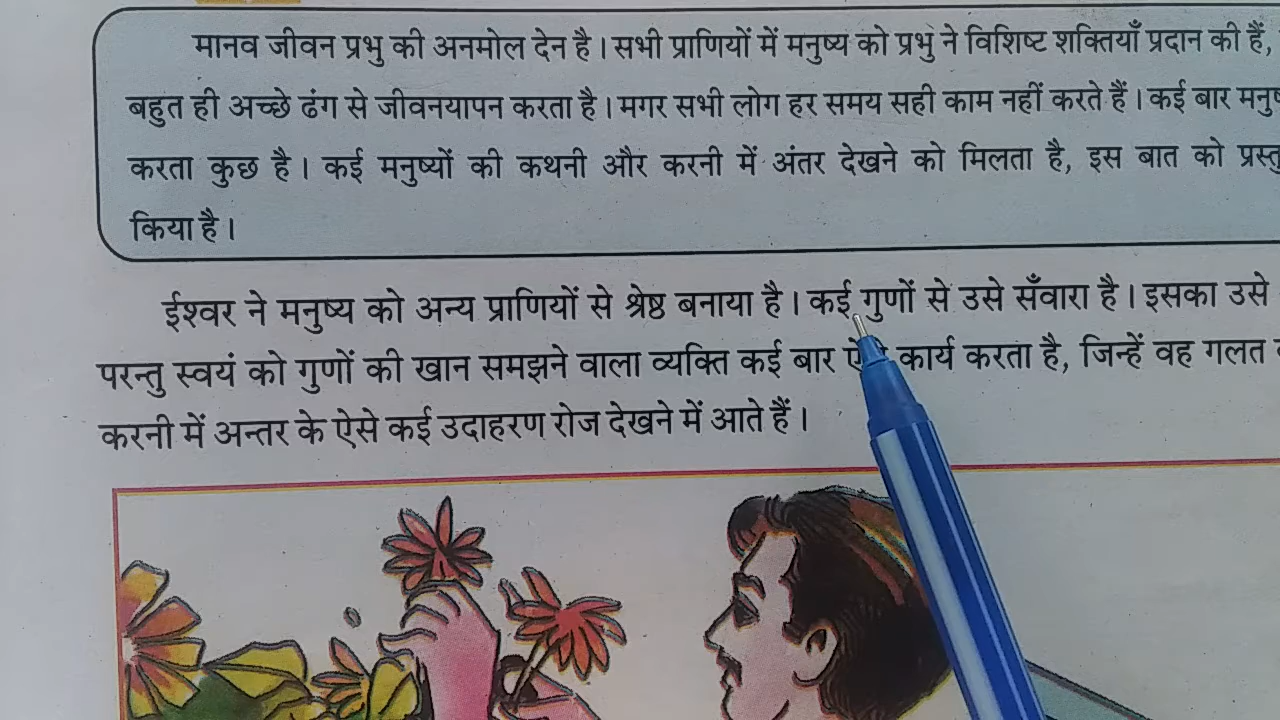 मानव जीवन प्रभु की अनमोल देन है। सभी प्राणियों में मनुष्य को प्रभु ने विशिष्ट शक्तियाँ प्रदान की हैं,
बहुत ही अच्छे ढंग से जीवनयापन करता है। मगर सभी लोग हर समय सही काम नहीं करते हैं। कई बार
करता कुछ है। कई मनुष्यों की कथनी और करनी में अंतर देखने को मिलता है, इस बात को
किया है।
ईश्वर ने मनुष्य को अन्य प्राणियों से श्रेष्ठ बनाया है। कई गुणों से उसे सँवारा है। इसका उसे
परन्तु स्वयं को गुणों की खान समझने वाला व्यक्ति कई बार कार्य करता है, जिन्हें वह गलत
करनी में अन्तर के ऐसे कई उदाहरण रोज देखने में आते हैं।